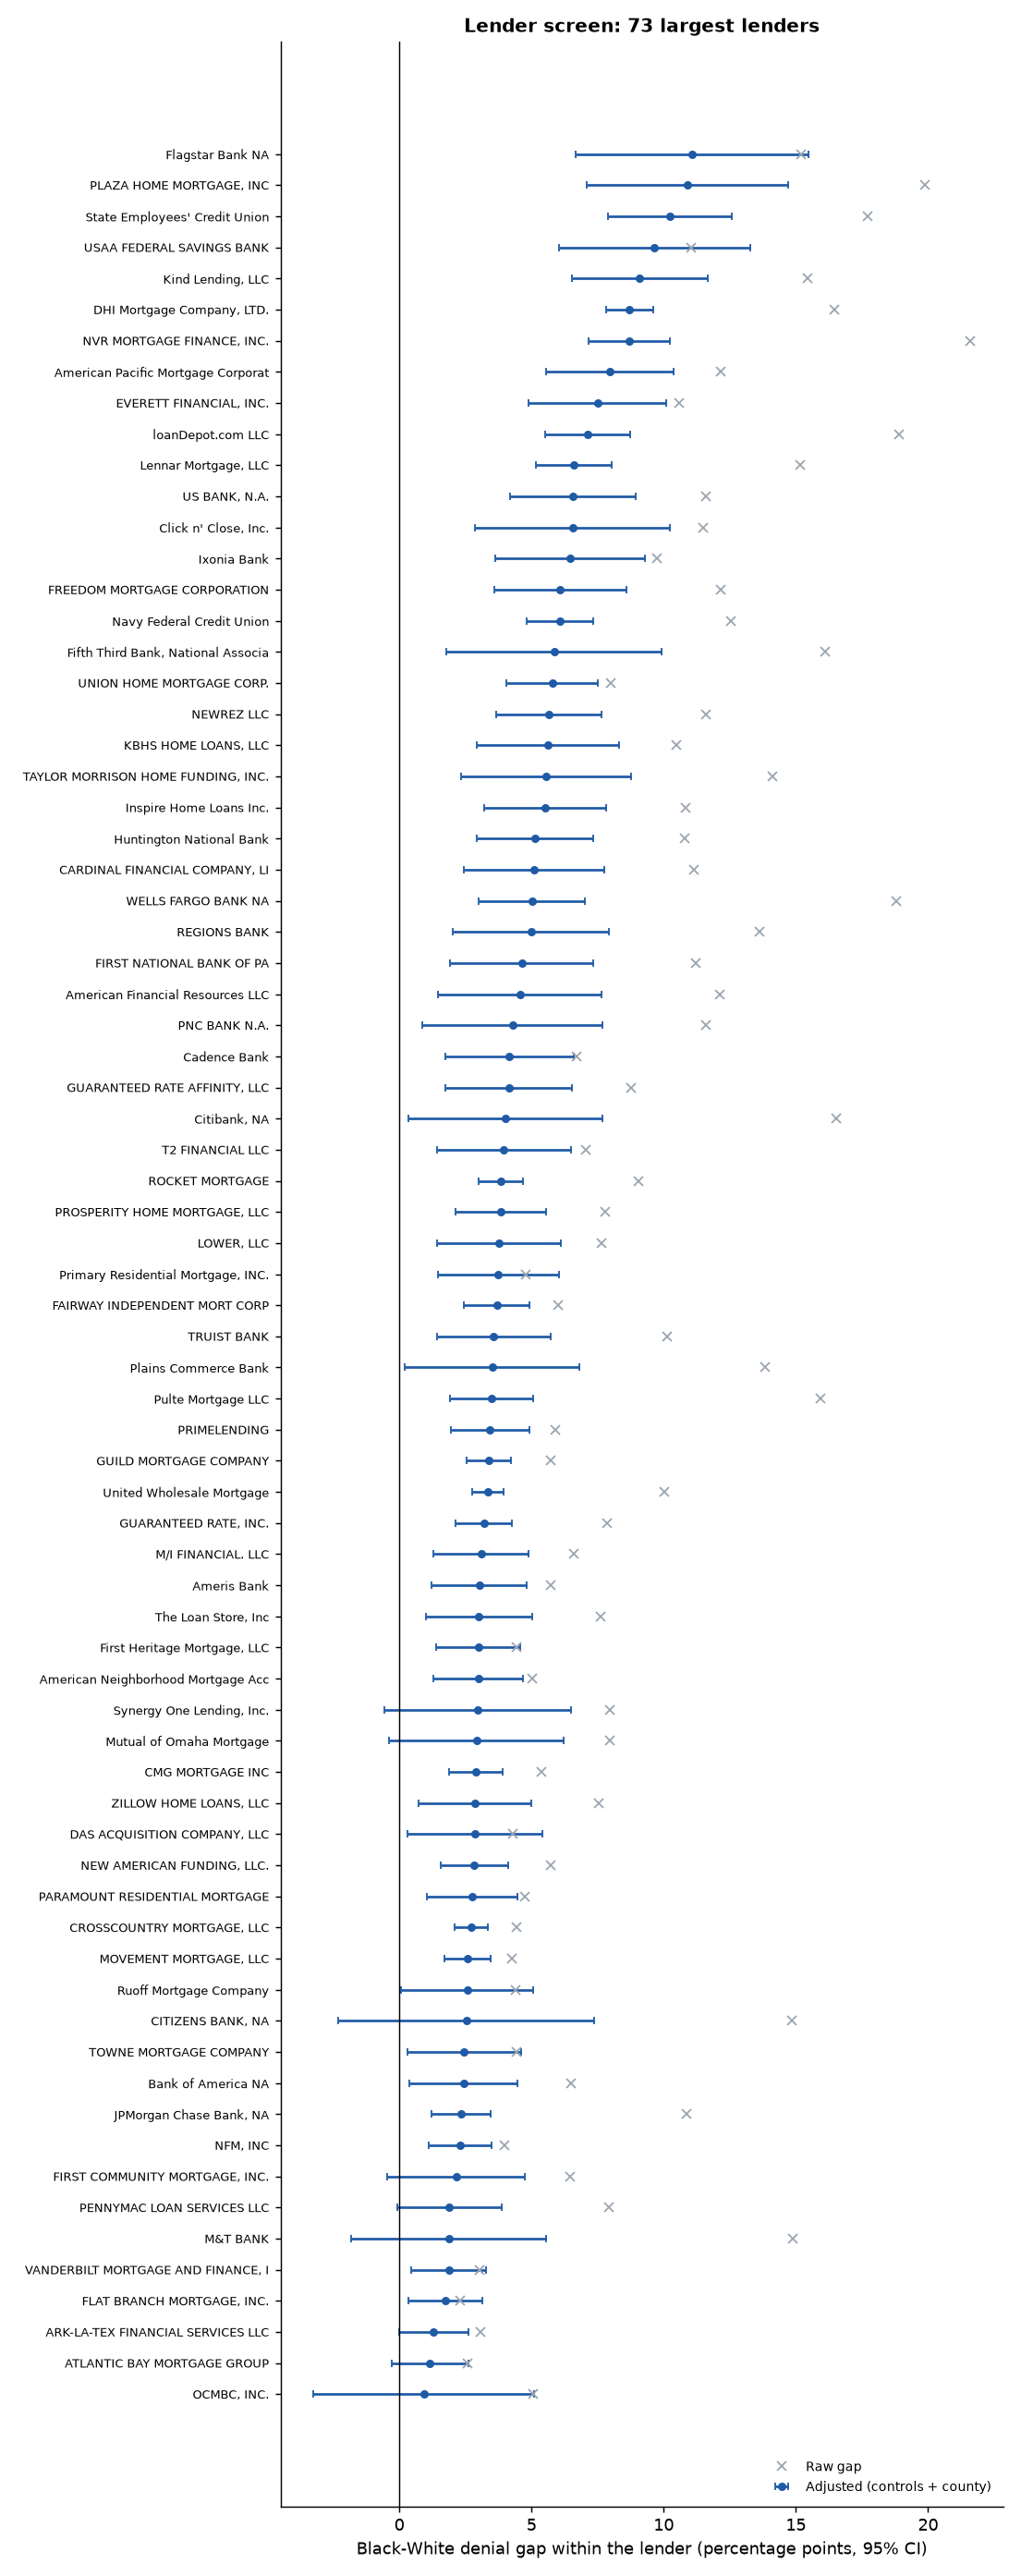 Lender screen: 73 largest lenders
Flagstar Bank NA
PLAZA HOME MORTGAGE, INC
State Employees' Credit Union
USAA FEDERAL SAVINGS BANK
Kind Lending, LLC
DHI Mortgage Company, LTD.
NVR MORTGAGE FINANCE, INC.
American Pacific Mortgage Corporat
EVERETT FINANCIAL, INC.
loanDepot.com LLC
Lennar Mortgage, LLC
US BANK, N.A.
Click n' Close, Inc.
Ixonia Bank
FREEDOM MORTGAGE CORPORATION
Navy Federal Credit Union
Fifth Third Bank, National Associa
UNION HOME MORTGAGE CORP.
NEWREZ LLC
KBHS HOME LOANS, LLC
TAYLOR MORRISON HOME FUNDING, INC.
Inspire Home Loans Inc.
Huntington National Bank
CARDINAL FINANCIAL COMPANY, LI
WELLS FARGO BANK NA
REGIONS BANK
FIRST NATIONAL BANK OF PA
American Financial Resources LLC
PNC BANK N.A.
Cadence Bank
GUARANTEED RATE AFFINITY, LLC
Citibank, NA
T2 FINANCIAL LLC
ROCKET MORTGAGE
PROSPERITY HOME MORTGAGE, LLC
LOWER, LLC
Primary Residential Mortgage, INC.
FAIRWAY INDEPENDENT MORT CORP
TRUIST BANK
Plains Commerce Bank
Pulte Mortgage LLC
PRIMELENDING
GUILD MORTGAGE COMPANY
United Wholesale Mortgage
GUARANTEED RATE, INC.
M/I FINANCIAL. LLC
Ameris Bank
The Loan Store, Inc
First Heritage Mortgage, LLC
American Neighborhood Mortgage Acc
Synergy One Lending, Inc.
Mutual of Omaha Mortgage
CMG MORTGAGE INC
ZILLOW HOME LOANS, LLC
DAS ACQUISITION COMPANY, LLC
NEW AMERICAN FUNDING, LLC.
PARAMOUNT RESIDENTIAL MORTGAGE
CROSSCOUNTRY MORTGAGE, LLC
MOVEMENT MORTGAGE, LLC
Ruoff Mortgage Company
CITIZENS BANK, NA
TOWNE MORTGAGE COMPANY
Bank of America NA
JPMorgan Chase Bank, NA
NFM, INC
FIRST COMMUNITY MORTGAGE, INC.
PENNYMAC LOAN SERVICES LLC
M&T BANK
VANDERBILT MORTGAGE AND FINANCE, I
FLAT BRANCH MORTGAGE, INC.
ARK-LA-TEX FINANCIAL SERVICES LLC
ATLANTIC BAY MORTGAGE GROUP
OCMBC, INC.
Raw gap
Adjusted (controls + county)
0 5 10 15 20
Black-White denial gap within the lender (percentage points, 95% CI)